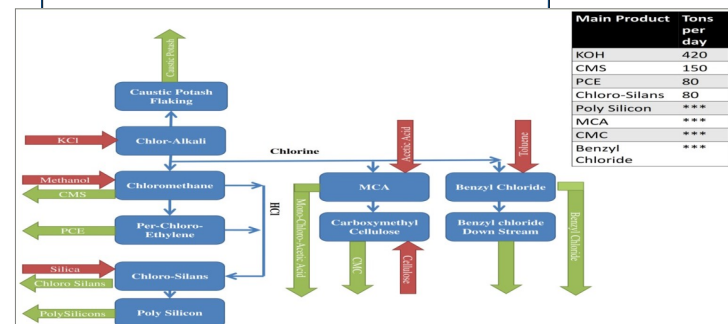 Main Product Tons
per
day
KOH 420
CMS 150
PCE 80
Chloro-Silans 80
Poly Silicon ***
MCA ***
CMC ***
Benzyl ***
Chloride
Caustic Potash
Caustic Potash
Flaking
KCl
Chlor-Alkali
Chlorine
Acetic Acid
Toluene
Methanol
CMS
Chloromethane
HCl
MCA
Benzyl Chloride
Mono-Chloro-Acetic Acid
Benzyl Chloride
PCE
Per-Chloro-
Ethylene
Carboxymethyl
Cellulose
Benzyl chloride
Down Stream
Silica
Chloro Silans
Chloro-Silans
CMC
Cellulose
PolySilicons
Poly Silicon